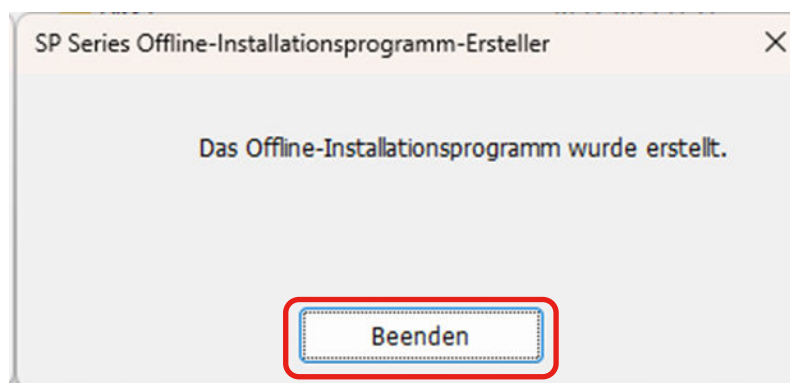 SP Series Offline-Installationsprogramm-Ersteller
Das Offline-Installationsprogramm wurde erstellt.
Beenden